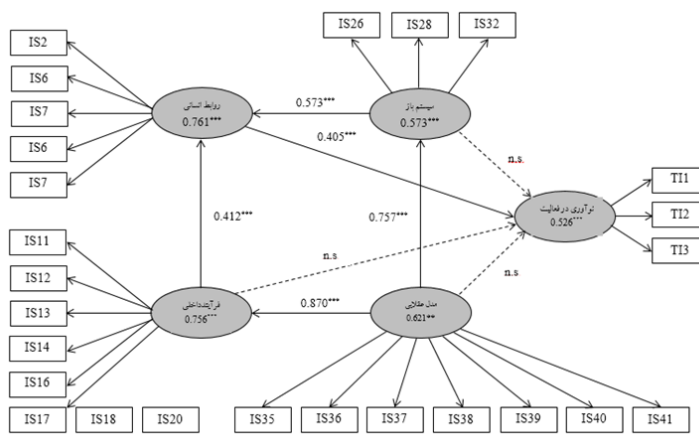 IS26 IS28 IS32
IS2
IS6
IS7
IS6
IS7
روابط انسانی
0.761***
0.573***
سیستم باز
0.573***
0.405***
n.s
نوآوری در فعالیت
0.526***
TI1
TI2
TI3
0.412***
0.757***
n.s
n.s
IS11
IS12
IS13
IS14
IS16
IS17 IS18 IS20
فرآیندداخلی
0.756***
0.870***
مدل عقلایی
0.621**
IS35 IS36 IS37 IS38 IS39 IS40 IS41